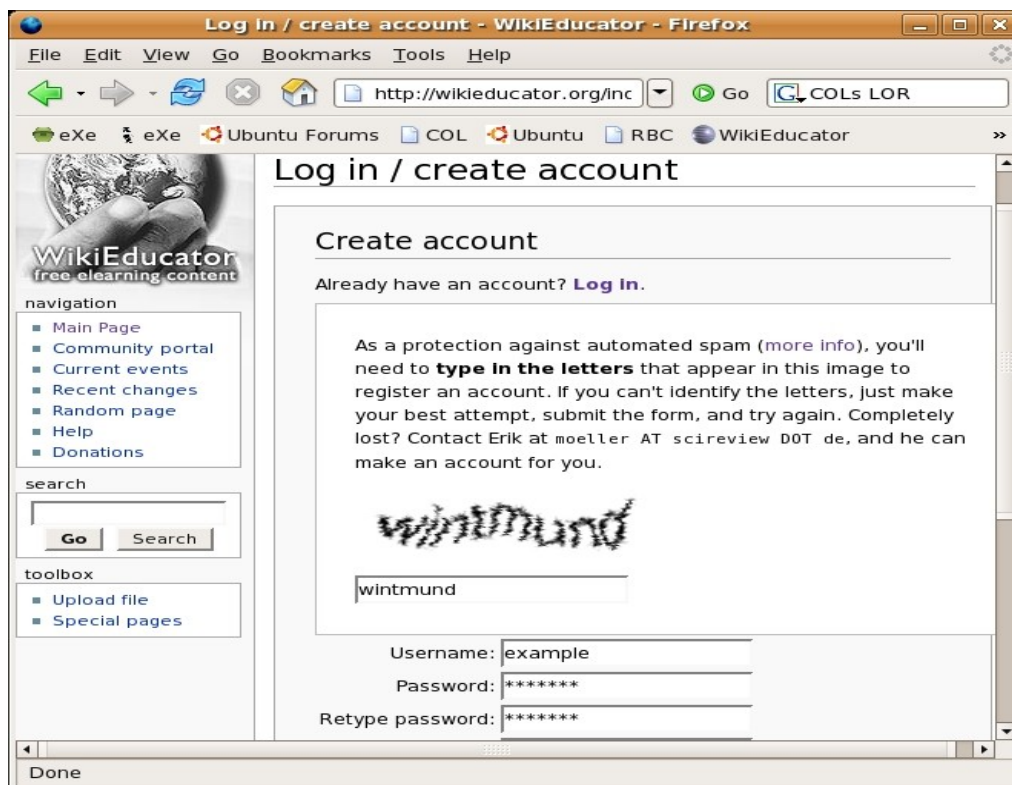 Log in / create account - WikiEducator - Firefox
File Edit View Go Bookmarks Tools Help
http://wikieducator.org/inc Go G COLs LOR
eXe eXe Ubuntu Forums COL Ubuntu RBC WikiEducator »
WikiEducator
free elearning content
navigation
Main Page
Community portal
Current events
Recent changes
Random page
Help
Donations
search
Go Search
toolbox
Upload file
Special pages
Log in / create account
Create account
Already have an account? Log in.
As a protection against automated spam (more info), you'll
need to type in the letters that appear in this image to
register an account. If you can't identify the letters, just make
your best attempt, submit the form, and try again. Completely
lost? Contact Erik at moeller AT scireview DOT de, and he can
make an account for you.
wintmund
wintmund
Username: example
Password: *******
Retype password: *******
Done